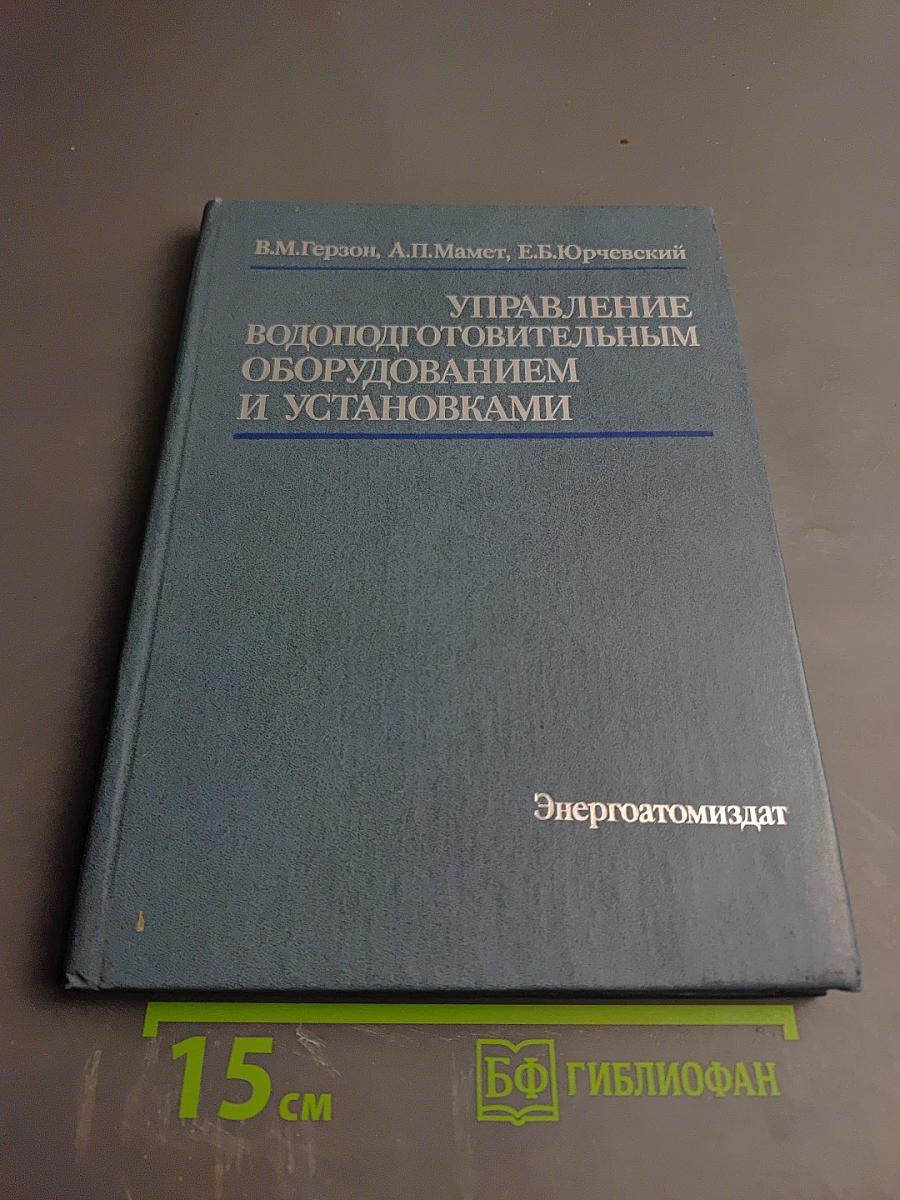 В.М.Герзон, А.П.Мамет, Е.Б.Юрчевский
УПРАВЛЕНИЕ
ВОДОПОДГОТОВИТЕЛЬНЫМ
ОБОРУДОВАНИЕМ
И УСТАНОВКАМИ
Энергоатомиздат
15 см
БФ ГИБЛИОФАН